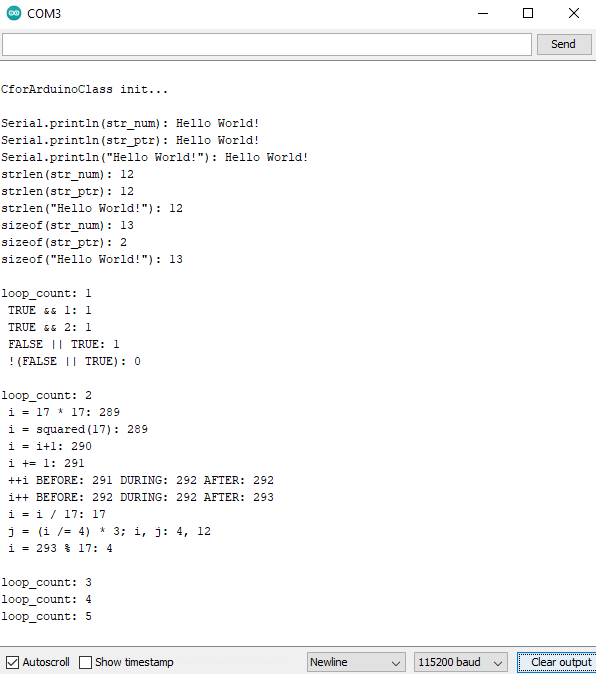 COM3
Send
CforArduinoClass init...
Serial.println(str_num): Hello World!
Serial.println(str_ptr): Hello World!
Serial.println("Hello World!"): Hello World!
strlen(str_num): 12
strlen(str_ptr): 12
strlen("Hello World!"): 12
sizeof(str_num): 13
sizeof(str_ptr): 2
sizeof("Hello World!"): 13
loop_count: 1
TRUE && 1: 1
TRUE && 2: 1
FALSE || TRUE: 1
!(FALSE || TRUE): 0
loop_count: 2
i = 17 * 17: 289
i = squared(17): 289
i = i+1: 290
i += 1: 291
++i BEFORE: 291 DURING: 292 AFTER: 292
i++ BEFORE: 292 DURING: 292 AFTER: 293
i = i / 17: 17
j = (i /= 4) * 3; i, j: 4, 12
i = 293 % 17: 4
loop_count: 3
loop_count: 4
loop_count: 5
Autoscroll Show timestamp Newline 115200 baud Clear output